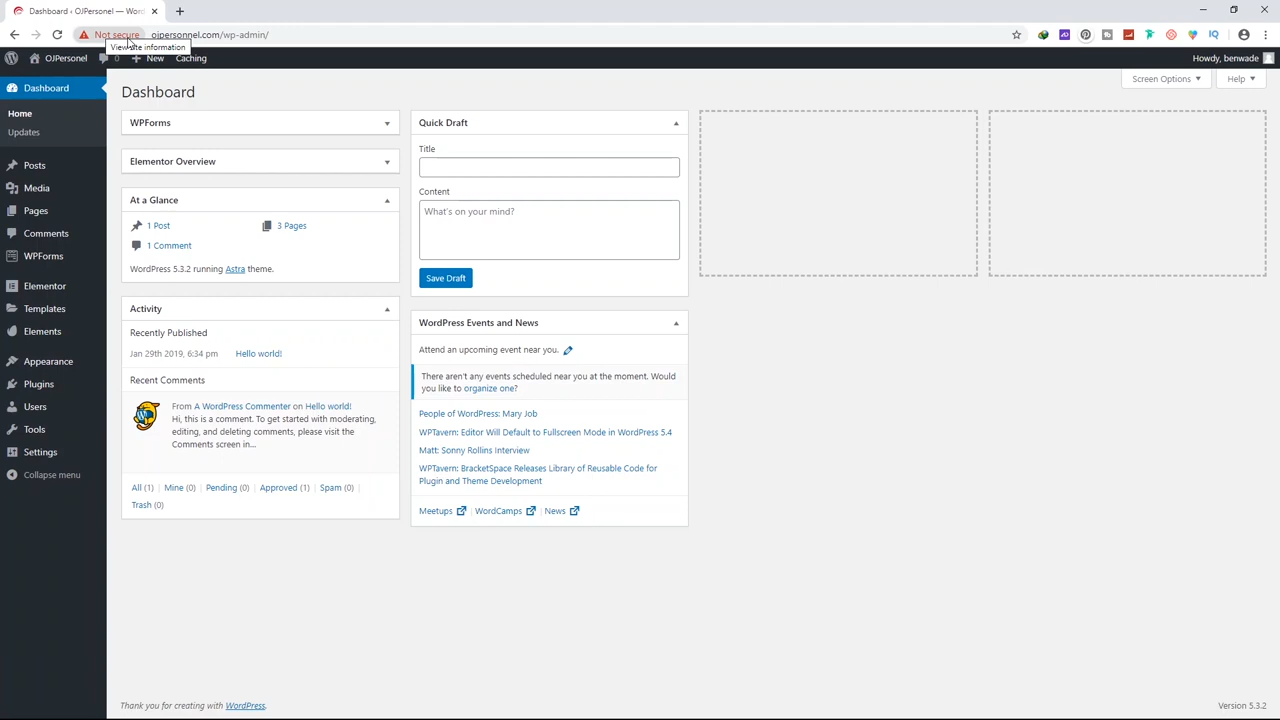 Dashboard ‹ OJPersonel — Word
Not secure
ojpersonnel.com/wp-admin/
View site information
OJPersonel
0
New
Caching
Howdy, benwade
Dashboard
Home
Updates
Posts
Media
Pages
Comments
WPForms
Elementor
Templates
Elements
Appearance
Plugins
Users
Tools
Settings
Collapse menu
Dashboard
Screen Options
Help
WPForms
Elementor Overview
At a Glance
1 Post
3 Pages
1 Comment
WordPress 5.3.2 running Astra theme.
Activity
Recently Published
Jan 29th 2019, 6:34 pm
Hello world!
Recent Comments
From A WordPress Commenter on Hello world!
Hi, this is a comment. To get started with moderating,
editing, and deleting comments, please visit the
Comments screen in…
All (1) | Mine (0) | Pending (0) | Approved (1) | Spam (0) |
Trash (0)
Quick Draft
Title
Content
What's on your mind?
Save Draft
WordPress Events and News
Attend an upcoming event near you.
There aren't any events scheduled near you at the moment. Would
you like to organize one?
People of WordPress: Mary Job
WPTavern: Editor Will Default to Fullscreen Mode in WordPress 5.4
Matt: Sonny Rollins Interview
WPTavern: BracketSpace Releases Library of Reusable Code for
Plugin and Theme Development
Meetups | WordCamps | News
Thank you for creating with WordPress.
Version 5.3.2